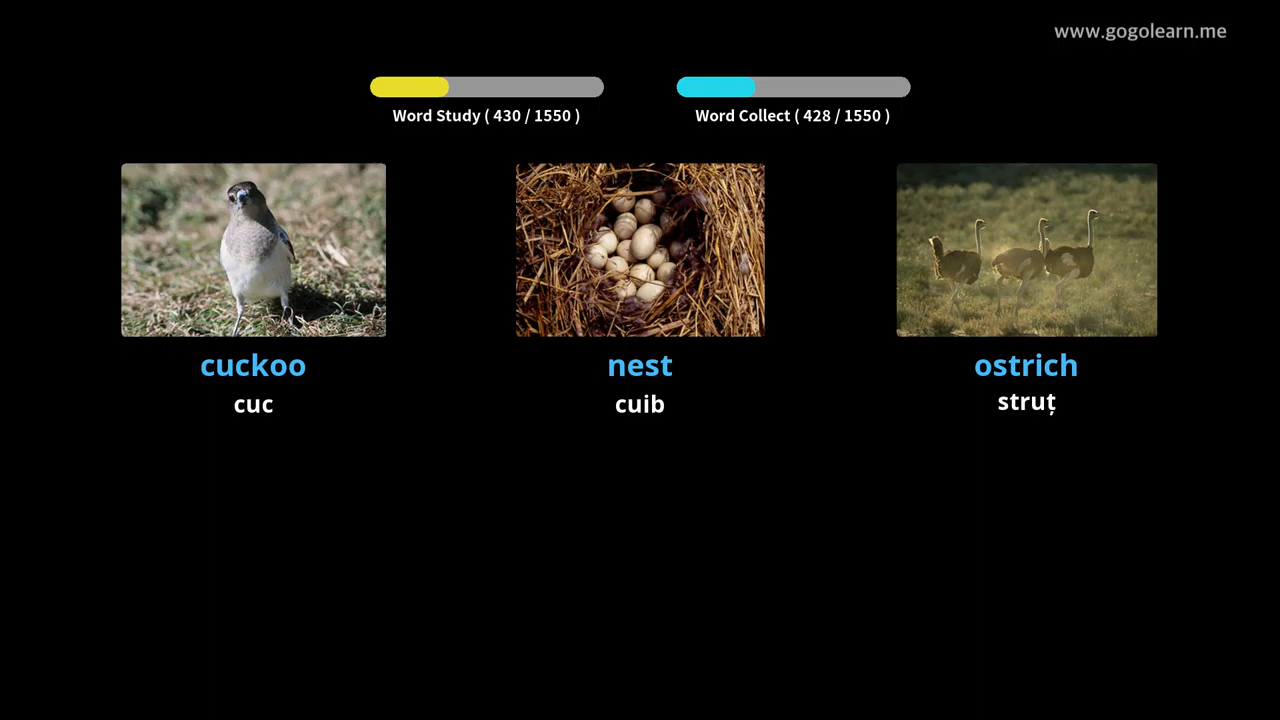 www.gogolearn.me
Word Study ( 430 / 1550 )
Word Collect ( 428 / 1550 )
cuckoo
cuc
nest
cuib
ostrich
struț